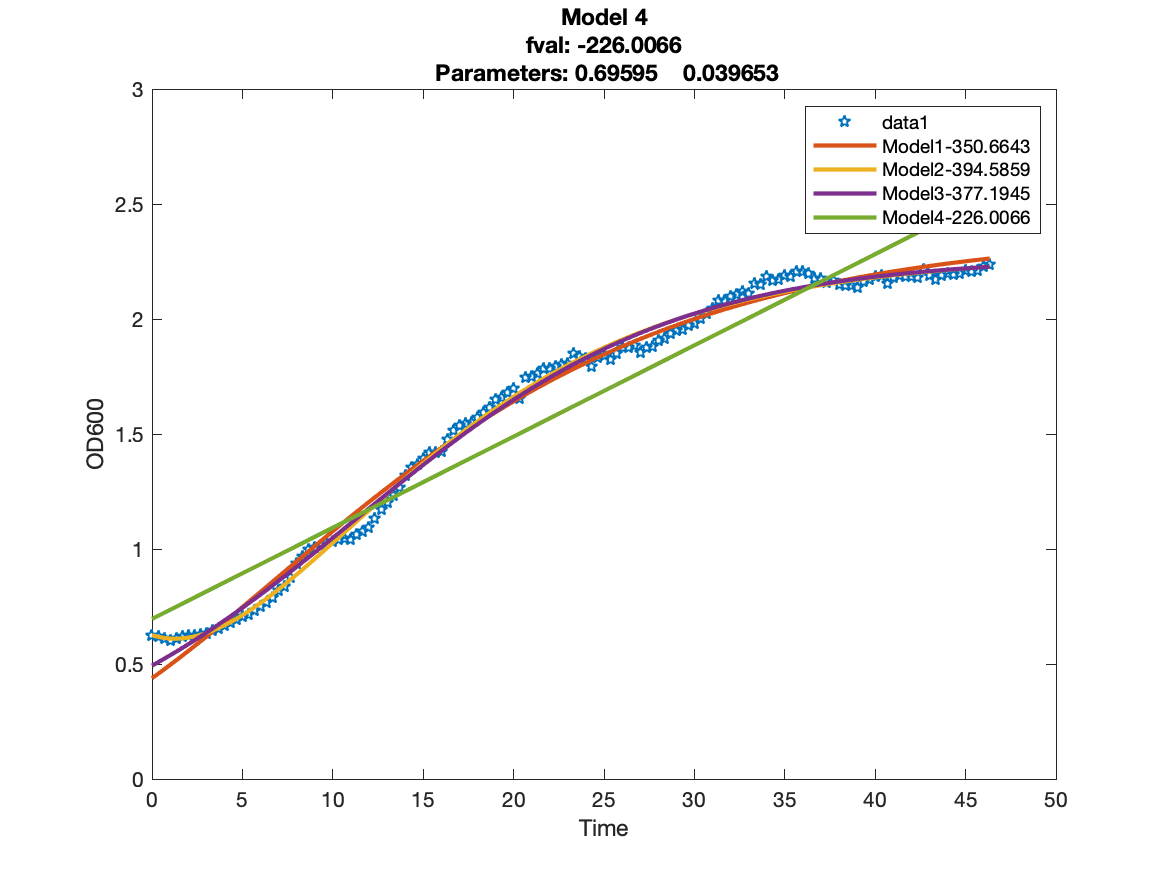 Model 4
fval: -226.0066
Parameters: 0.69595 0.039653
3
2.5
2
1.5
1
0.5
0
OD600
data1
Model1-350.6643
Model2-394.5859
Model3-377.1945
Model4-226.0066
0 5 10 15 20 25 30 35 40 45 50
Time